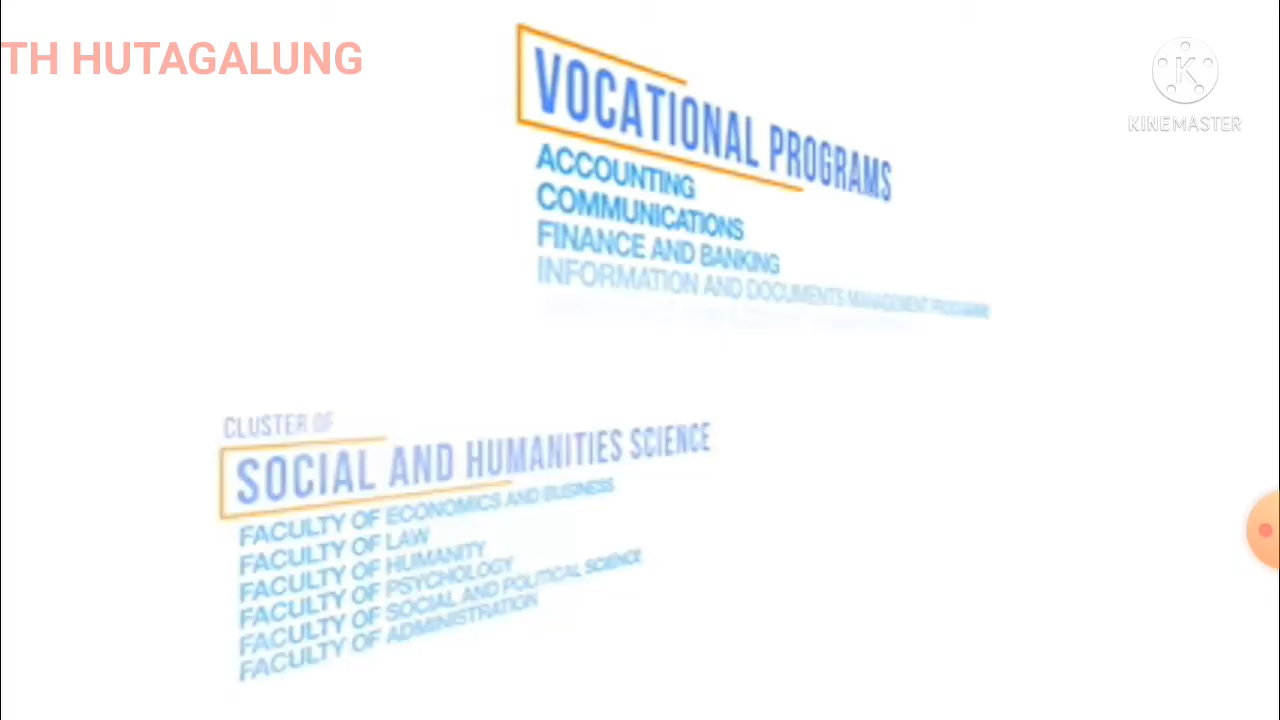 TH HUTAGALUNG
KINEMASTER
VOCATIONAL PROGRAMS
ACCOUNTING
COMMUNICATIONS
FINANCE AND BANKING
INFORMATION AND DOCUMENTS MANAGEMENT PROGRAMS
CLUSTER OF
SOCIAL AND HUMANITIES SCIENCE
FACULTY OF ECONOMICS AND BUSINESS
FACULTY OF LAW
FACULTY OF HUMANITY
FACULTY OF PSYCHOLOGY
FACULTY OF SOCIAL AND POLITICAL SCIENCE
FACULTY OF ADMINISTRATION